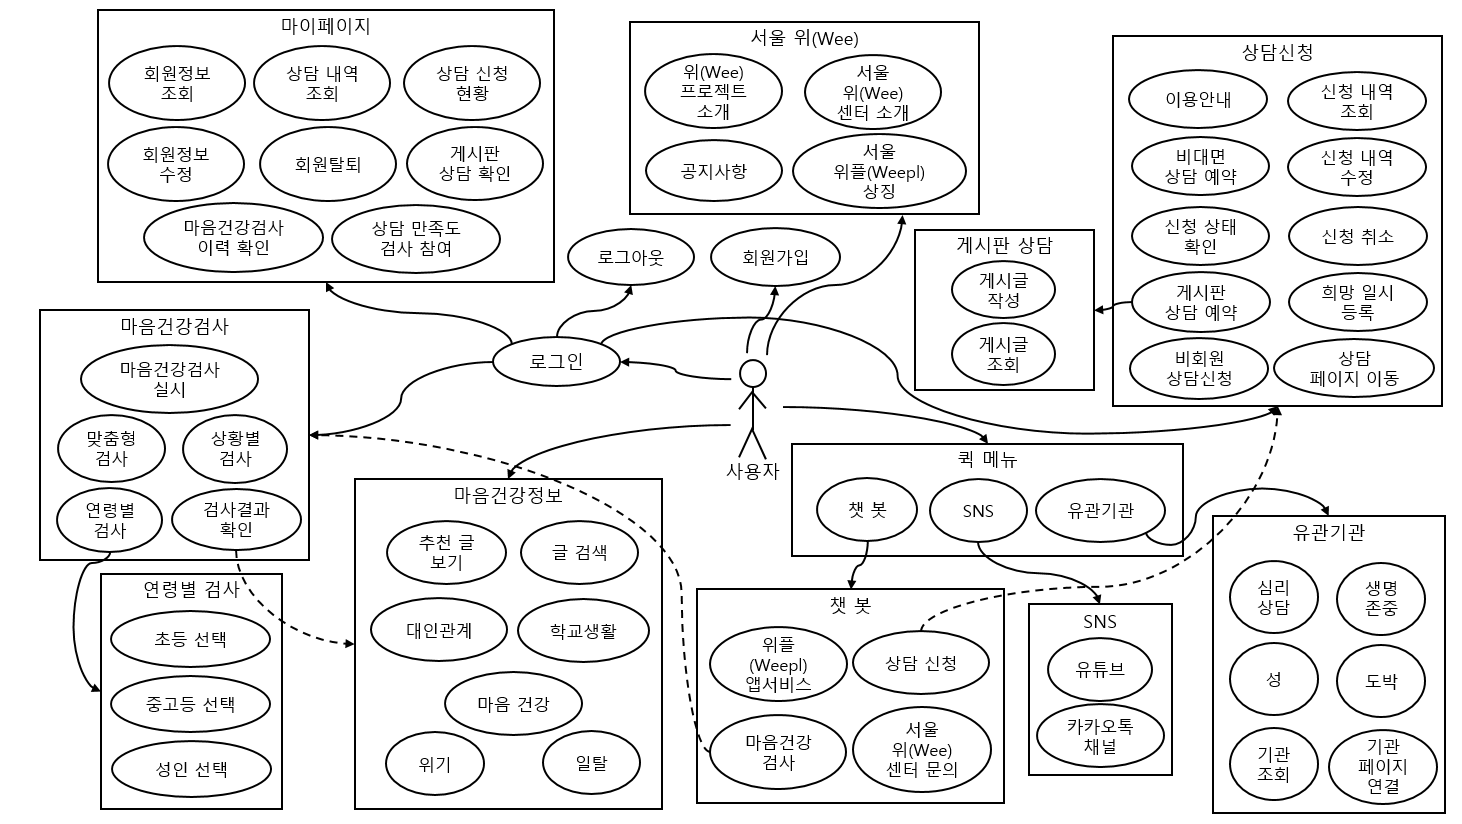 마이페이지
회원정보
조회
상담 내역
조회
상담 신청
현황
회원정보
수정
회원탈퇴
게시판
상담 확인
마음건강검사
이력 확인
상담 만족도
검사 참여
서울 위(Wee)
위(Wee)
프로젝트
소개
서울
위(Wee)
센터 소개
공지사항
서울
위플(Weepl)
상징
상담신청
이용안내
신청 내역
조회
비대면
상담 예약
신청 내역
수정
신청 상태
확인
신청 취소
게시판
상담 예약
희망 일시
등록
비회원
상담신청
상담
페이지 이동
게시판 상담
게시글
작성
게시글
조회
로그아웃
회원가입
로그인
사용자
마음건강검사
마음건강검사
실시
맞춤형
검사
상황별
검사
연령별
검사
검사결과
확인
연령별 검사
초등 선택
중고등 선택
성인 선택
마음건강정보
추천 글
보기
글 검색
대인관계
학교생활
마음 건강
위기
일탈
퀵 메뉴
챗 봇
SNS
유관기관
챗 봇
위플
(Weepl)
앱서비스
상담 신청
마음건강
검사
서울
위(Wee)
센터 문의
SNS
유튜브
카카오톡
채널
유관기관
심리
상담
생명
존중
성
도박
기관
조회
기관
페이지
연결